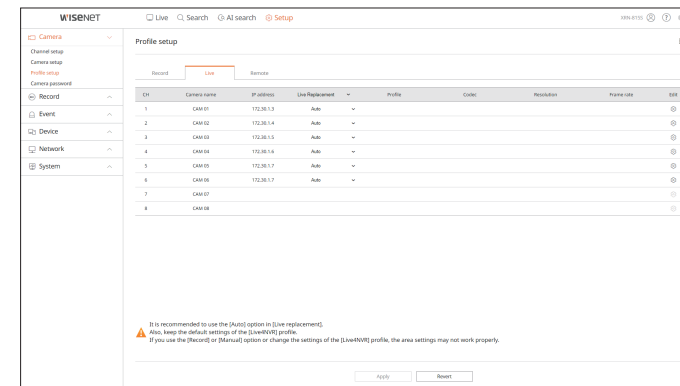 WISENET
Live Search AI search Setup
Camera
Channel setup
Camera setup
Profile setup
Camera password
Record
Event
Device
Network
System
Profile setup
Record Live Remote
CH Camera name IP address Live Replacement Profile Codec Resolution Frame rate Edit
1 CAM 01 172.30.1.3 Auto
2 CAM 02 172.30.1.4 Auto
3 CAM 03 172.30.1.5 Auto
4 CAM 04 172.30.1.6 Auto
5 CAM 05 172.30.1.7 Auto
6 CAM 06 172.30.1.7 Auto
7 CAM 07
8 CAM 08
It is recommended to use the [Auto] option in [Live replacement].
Also, keep the default settings of the [Live4NVR] profile.
If you use the [Record] or [Manual] option or change the settings of the [Live4NVR] profile, the area settings may not work properly.
Apply Revert